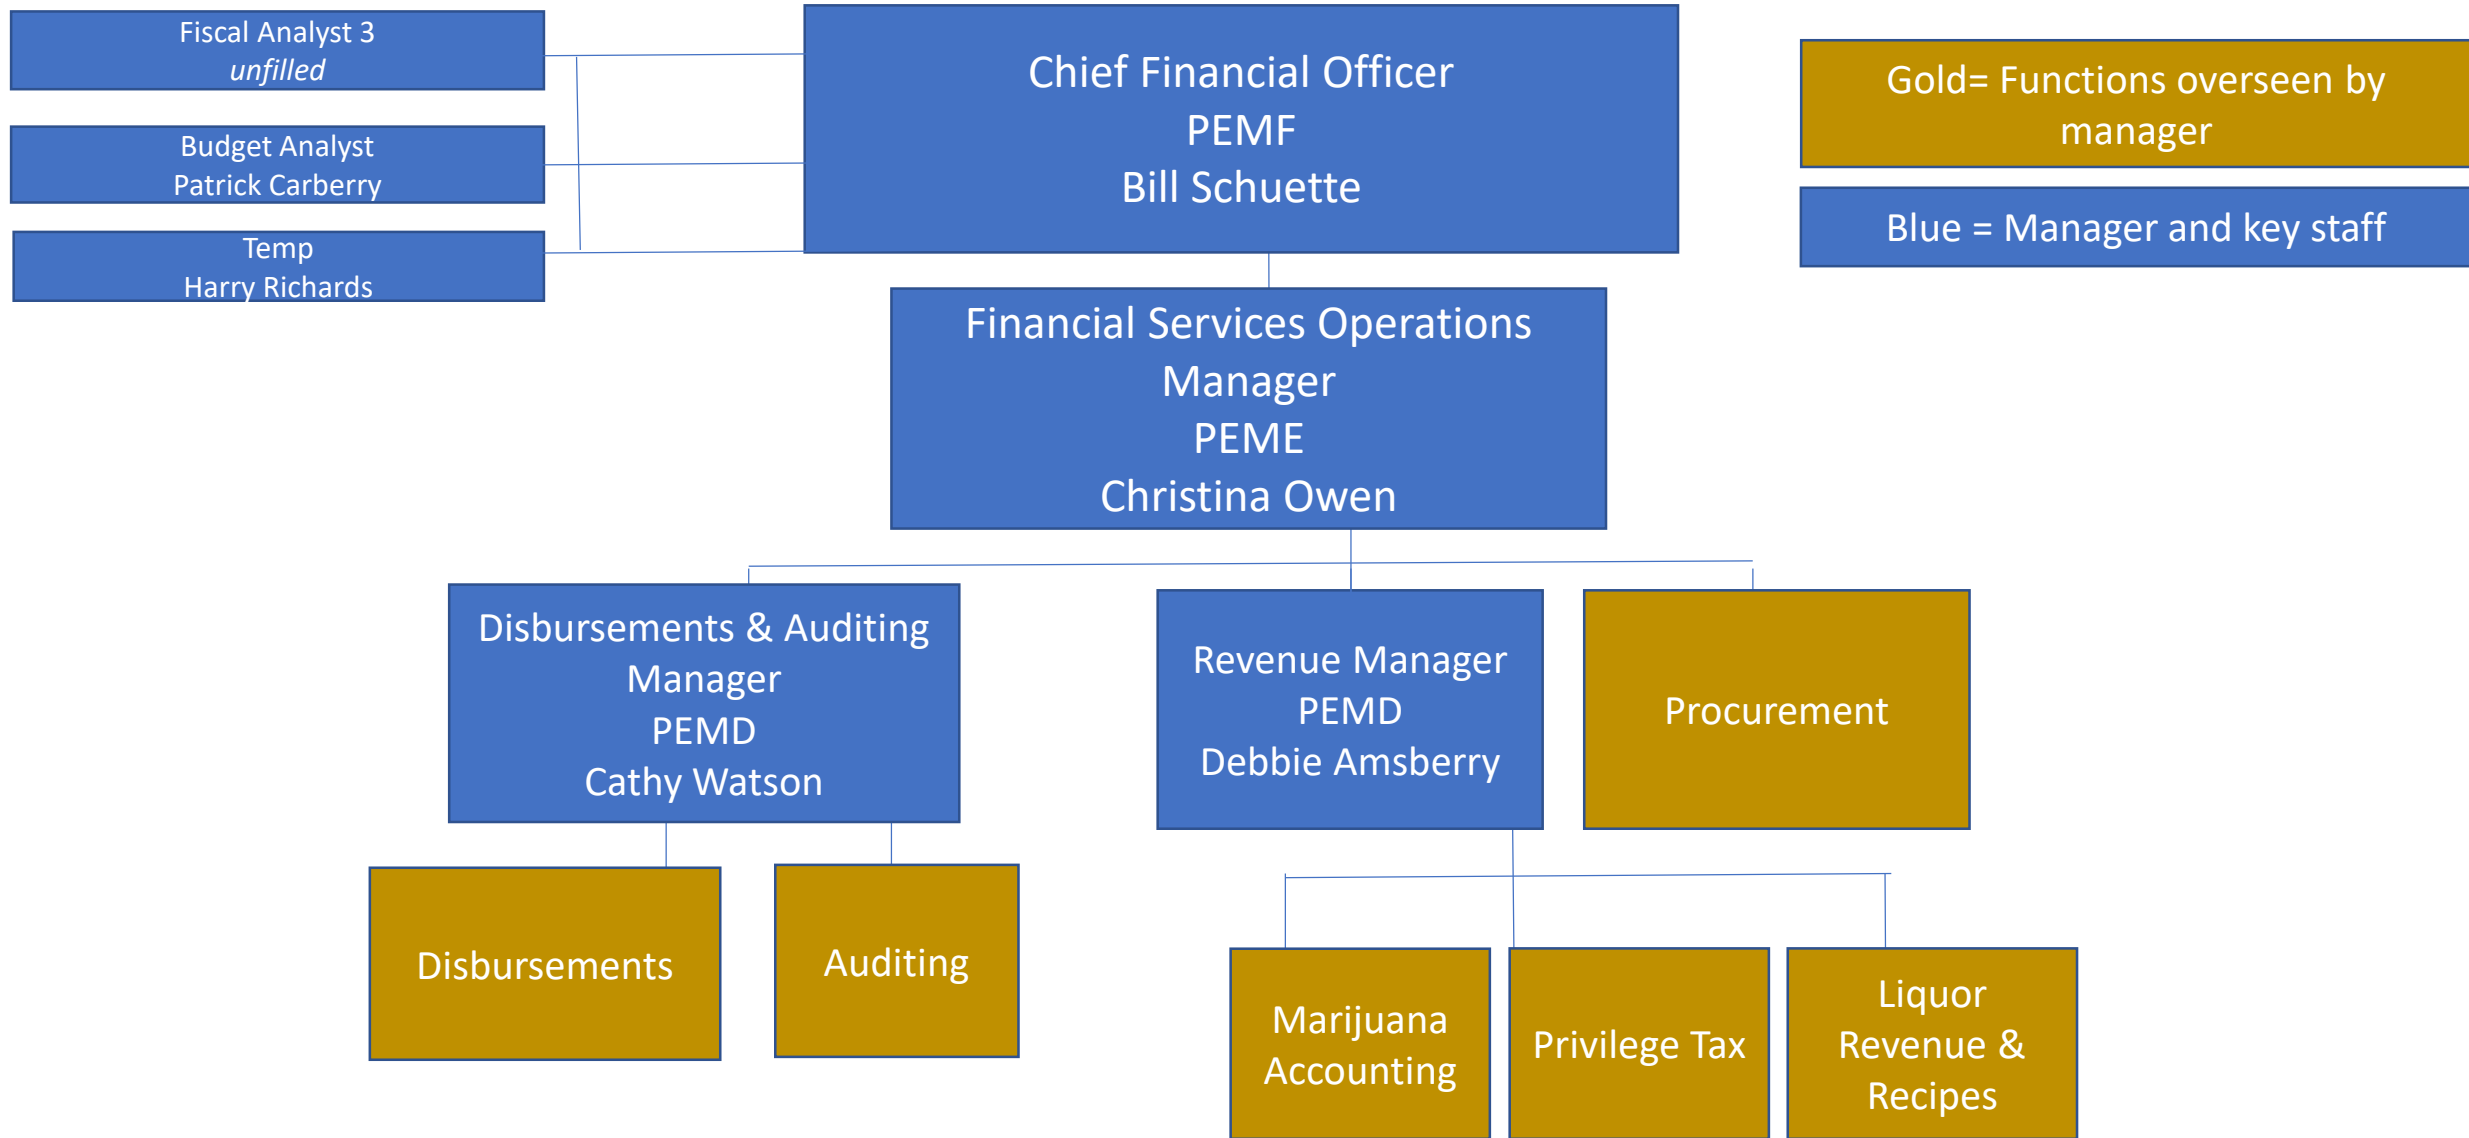 Fiscal Analyst 3
unfilled
Budget Analyst
Patrick Carberry
Temp
Harry Richards
Chief Financial Officer
PEMF
Bill Schuette
Gold= Functions overseen by
manager
Blue = Manager and key staff
Financial Services Operations
Manager
PEME
Christina Owen
Disbursements & Auditing
Manager
PEMD
Cathy Watson
Revenue Manager
PEMD
Debbie Amsberry
Procurement
Disbursements
Auditing
Marijuana
Accounting
Privilege Tax
Liquor
Revenue &
Recipes